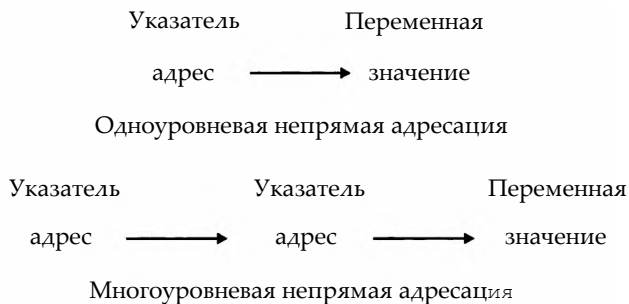 Указатель Переменная
адрес значение
Одноуровневая непрямая адресация
Указатель Указатель Переменная
адрес адрес значение
Многоуровневая непрямая адресация